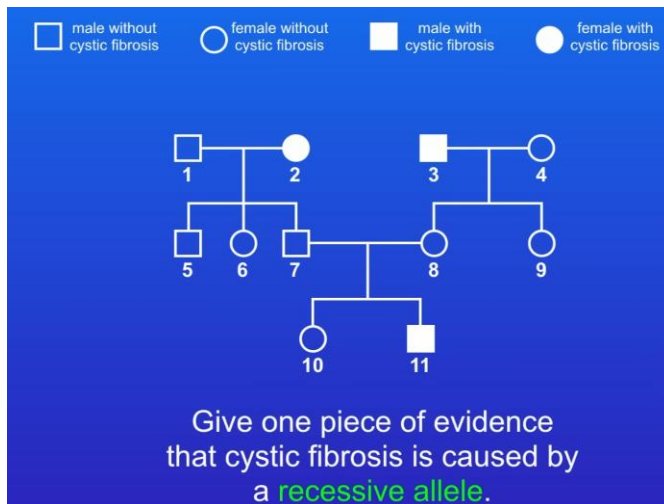 male without
cystic fibrosis
female without
cystic fibrosis
male with
cystic fibrosis
female with
cystic fibrosis
1
2
3
4
5
6
7
8
9
10
11
Give one piece of evidence
that cystic fibrosis is caused by
a recessive allele.